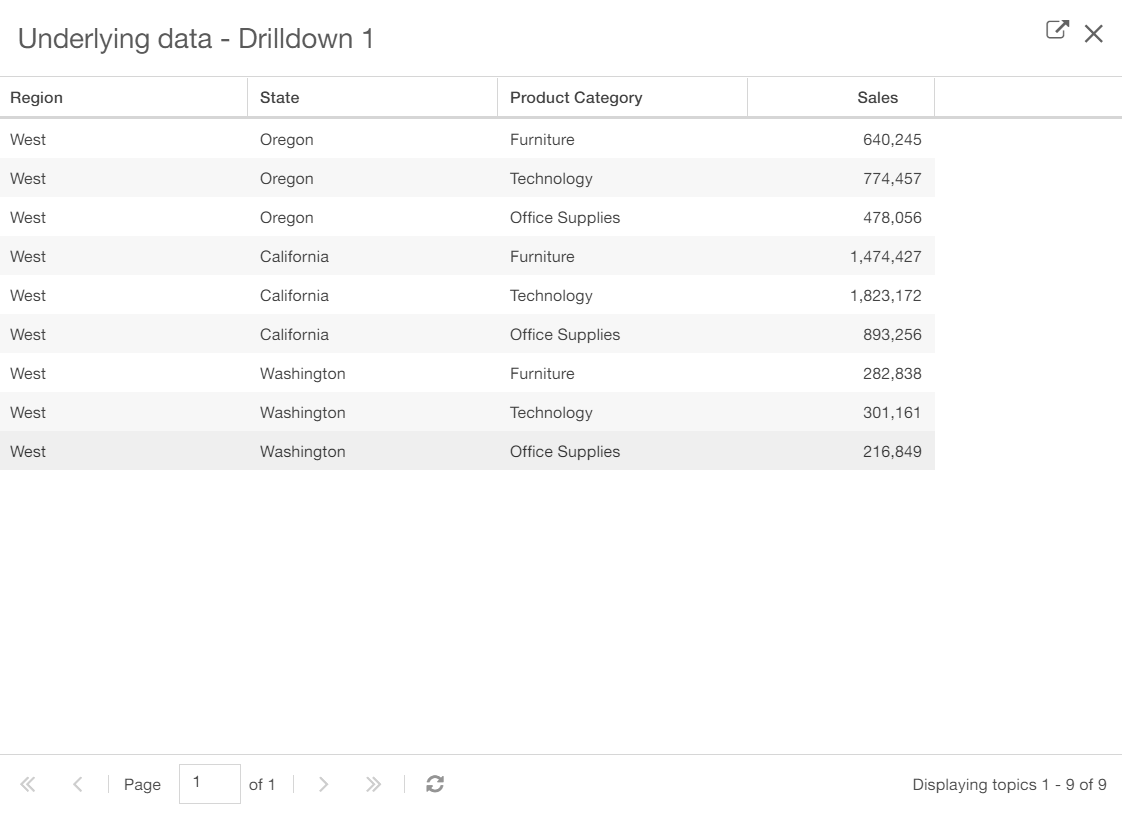 Underlying data - Drilldown 1
Region State Product Category Sales
West Oregon Furniture 640,245
West Oregon Technology 774,457
West Oregon Office Supplies 478,056
West California Furniture 1,474,427
West California Technology 1,823,172
West California Office Supplies 893,256
West Washington Furniture 282,838
West Washington Technology 301,161
West Washington Office Supplies 216,849
Page 1 of 1 Displaying topics 1 - 9 of 9